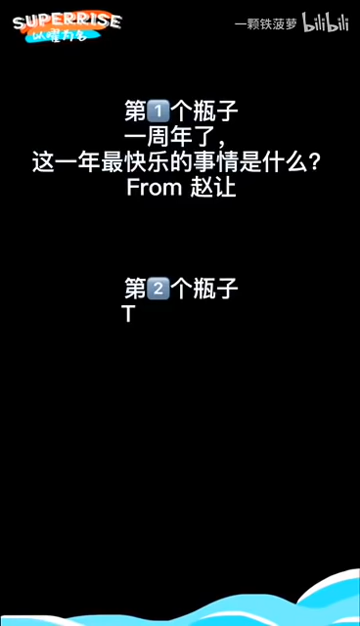 SUPERRISE
以曜为名
一颗铁菠萝 bilibili
第1️⃣个瓶子
一周年了，
这一年最快乐的事情是什么？
From 赵让
第2️⃣个瓶子
T